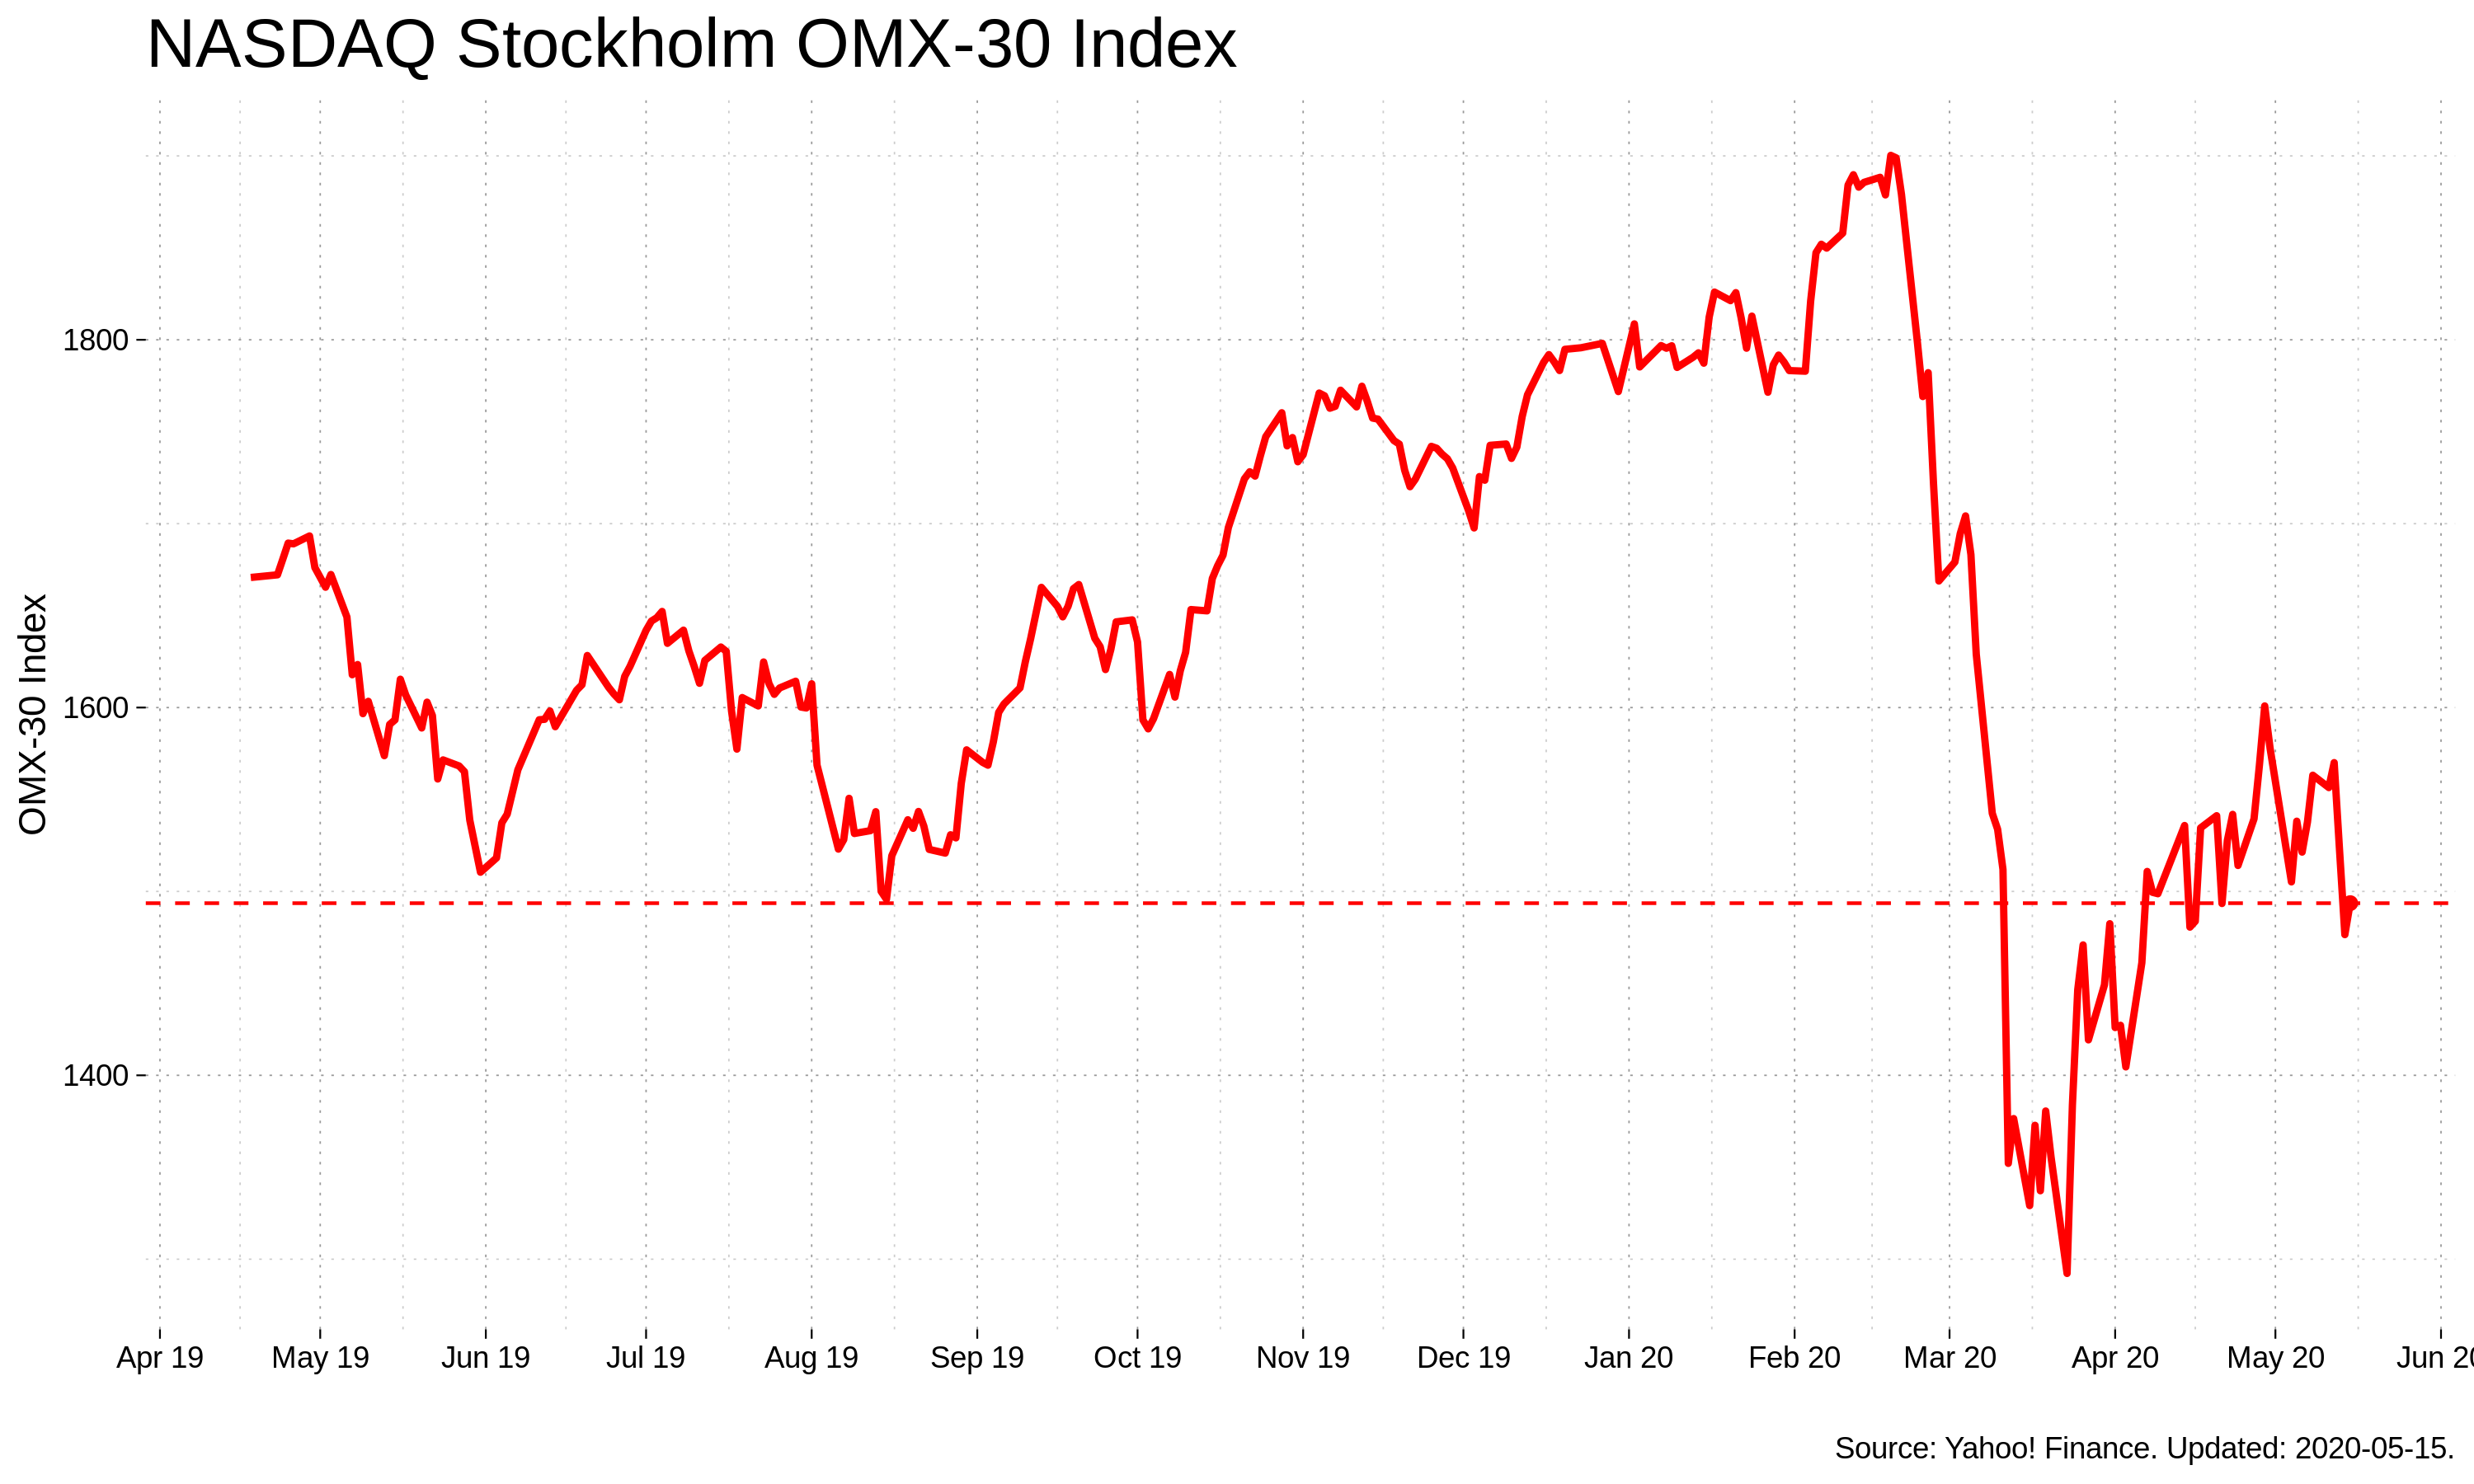 NASDAQ Stockholm OMX-30 Index
OMX-30 Index
1800
1600
1400
Apr 19 May 19 Jun 19 Jul 19 Aug 19 Sep 19 Oct 19 Nov 19 Dec 19 Jan 20 Feb 20 Mar 20 Apr 20 May 20 Jun 20
Source: Yahoo! Finance. Updated: 2020-05-15.